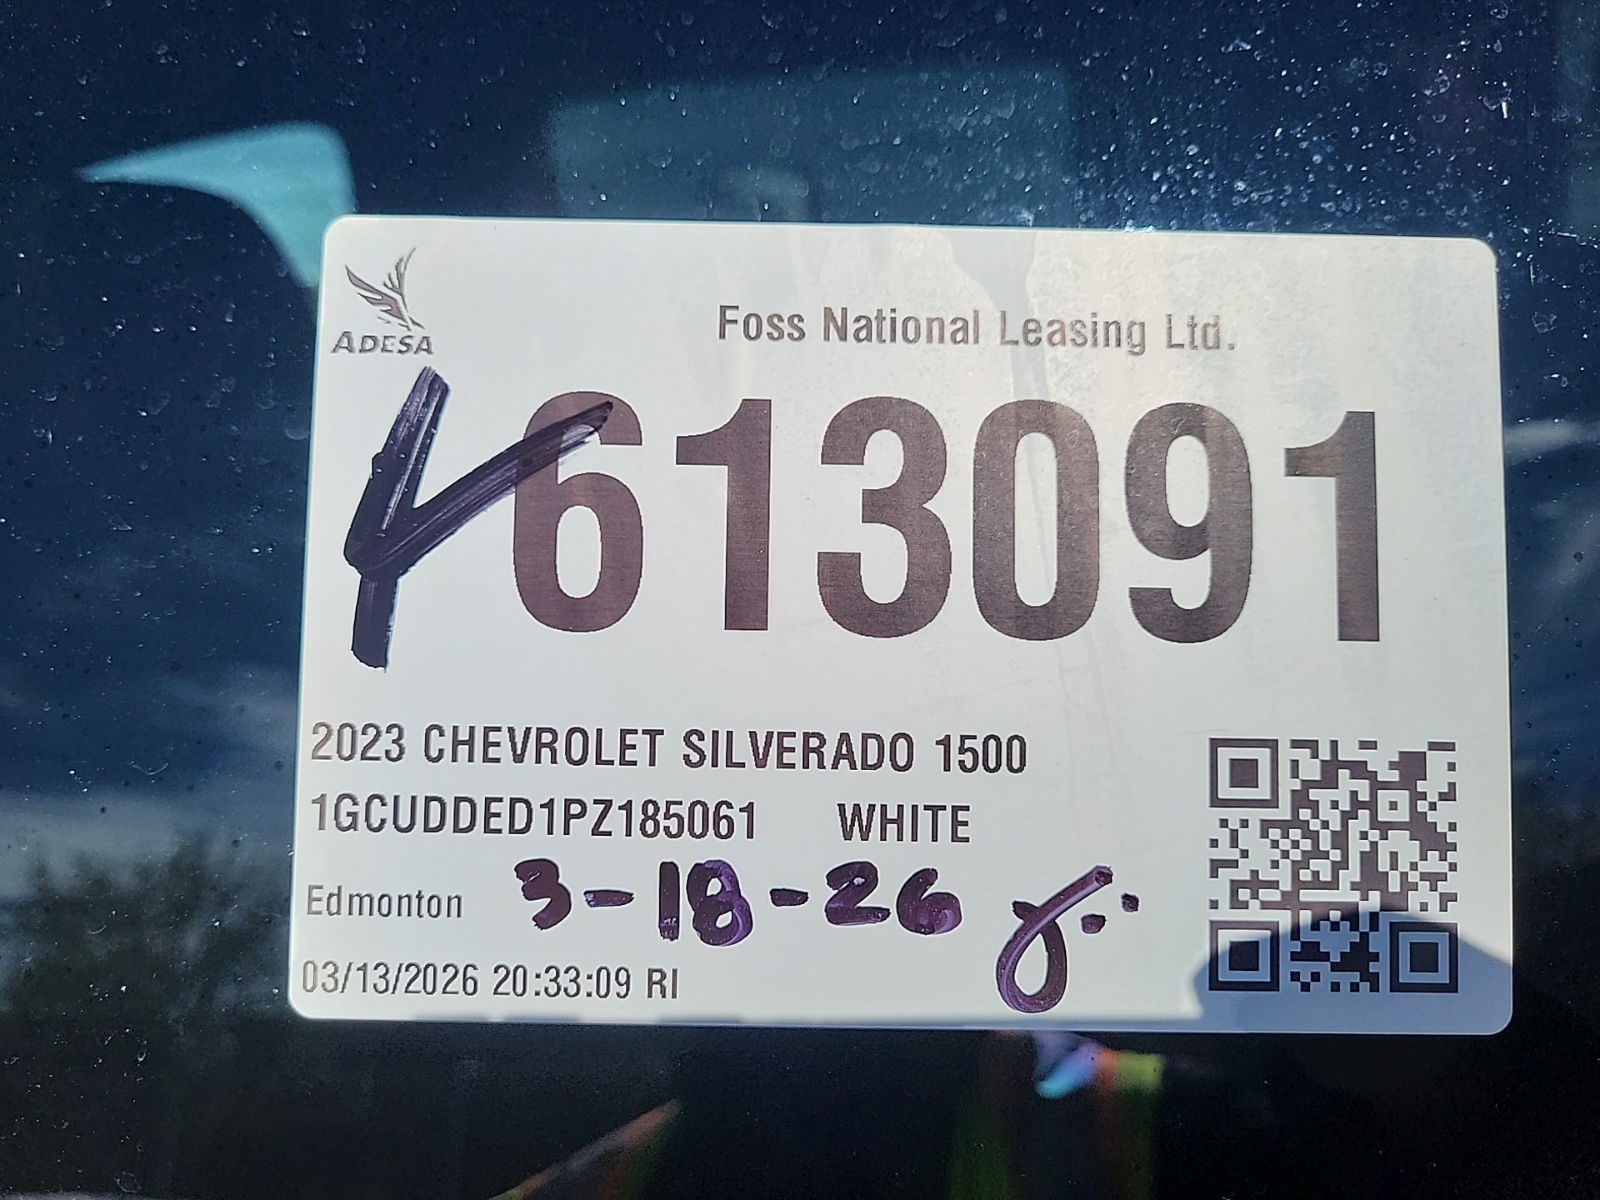 ADESA
Foss National Leasing Ltd.
613091
2023 CHEVROLET SILVERADO 1500
1GCUDDED1PZ185061 WHITE
Edmonton 3-18-26
03/13/2026 20:33:09 RI